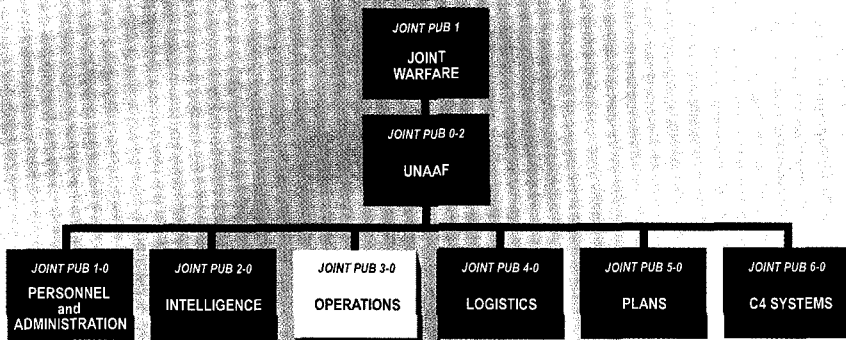 JOINT PUB 1
JOINT
WARFARE
JOINT PUB 0-2
UNAAF
JOINT PUB 1-0
PERSONNEL
and
ADMINISTRATION
JOINT PUB 2-0
INTELLIGENCE
JOINT PUB 3-0
OPERATIONS
JOINT PUB 4-0
LOGISTICS
JOINT PUB 5-0
PLANS
JOINT PUB 6-0
C4 SYSTEMS